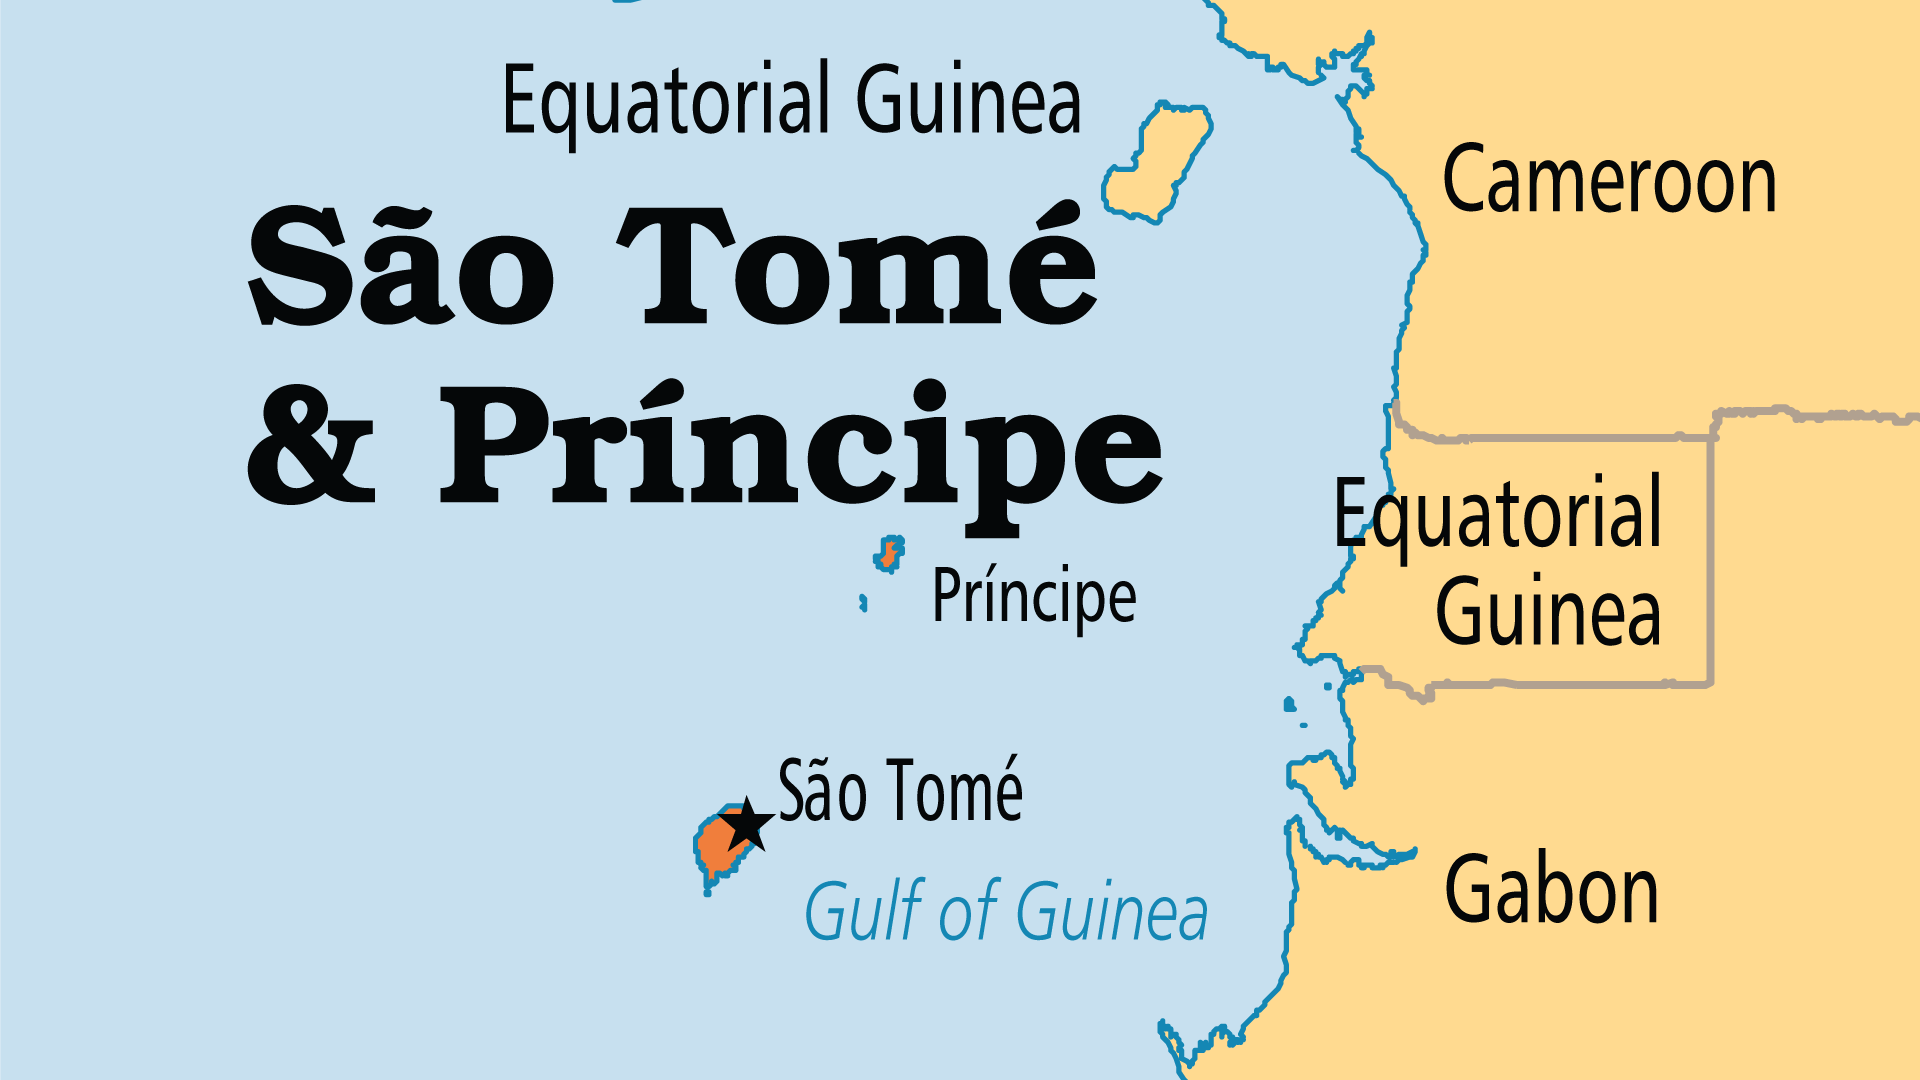 Equatorial Guinea
Cameroon
São Tomé
& Príncipe
Equatorial
Guinea
Príncipe
São Tomé
Gulf of Guinea
Gabon